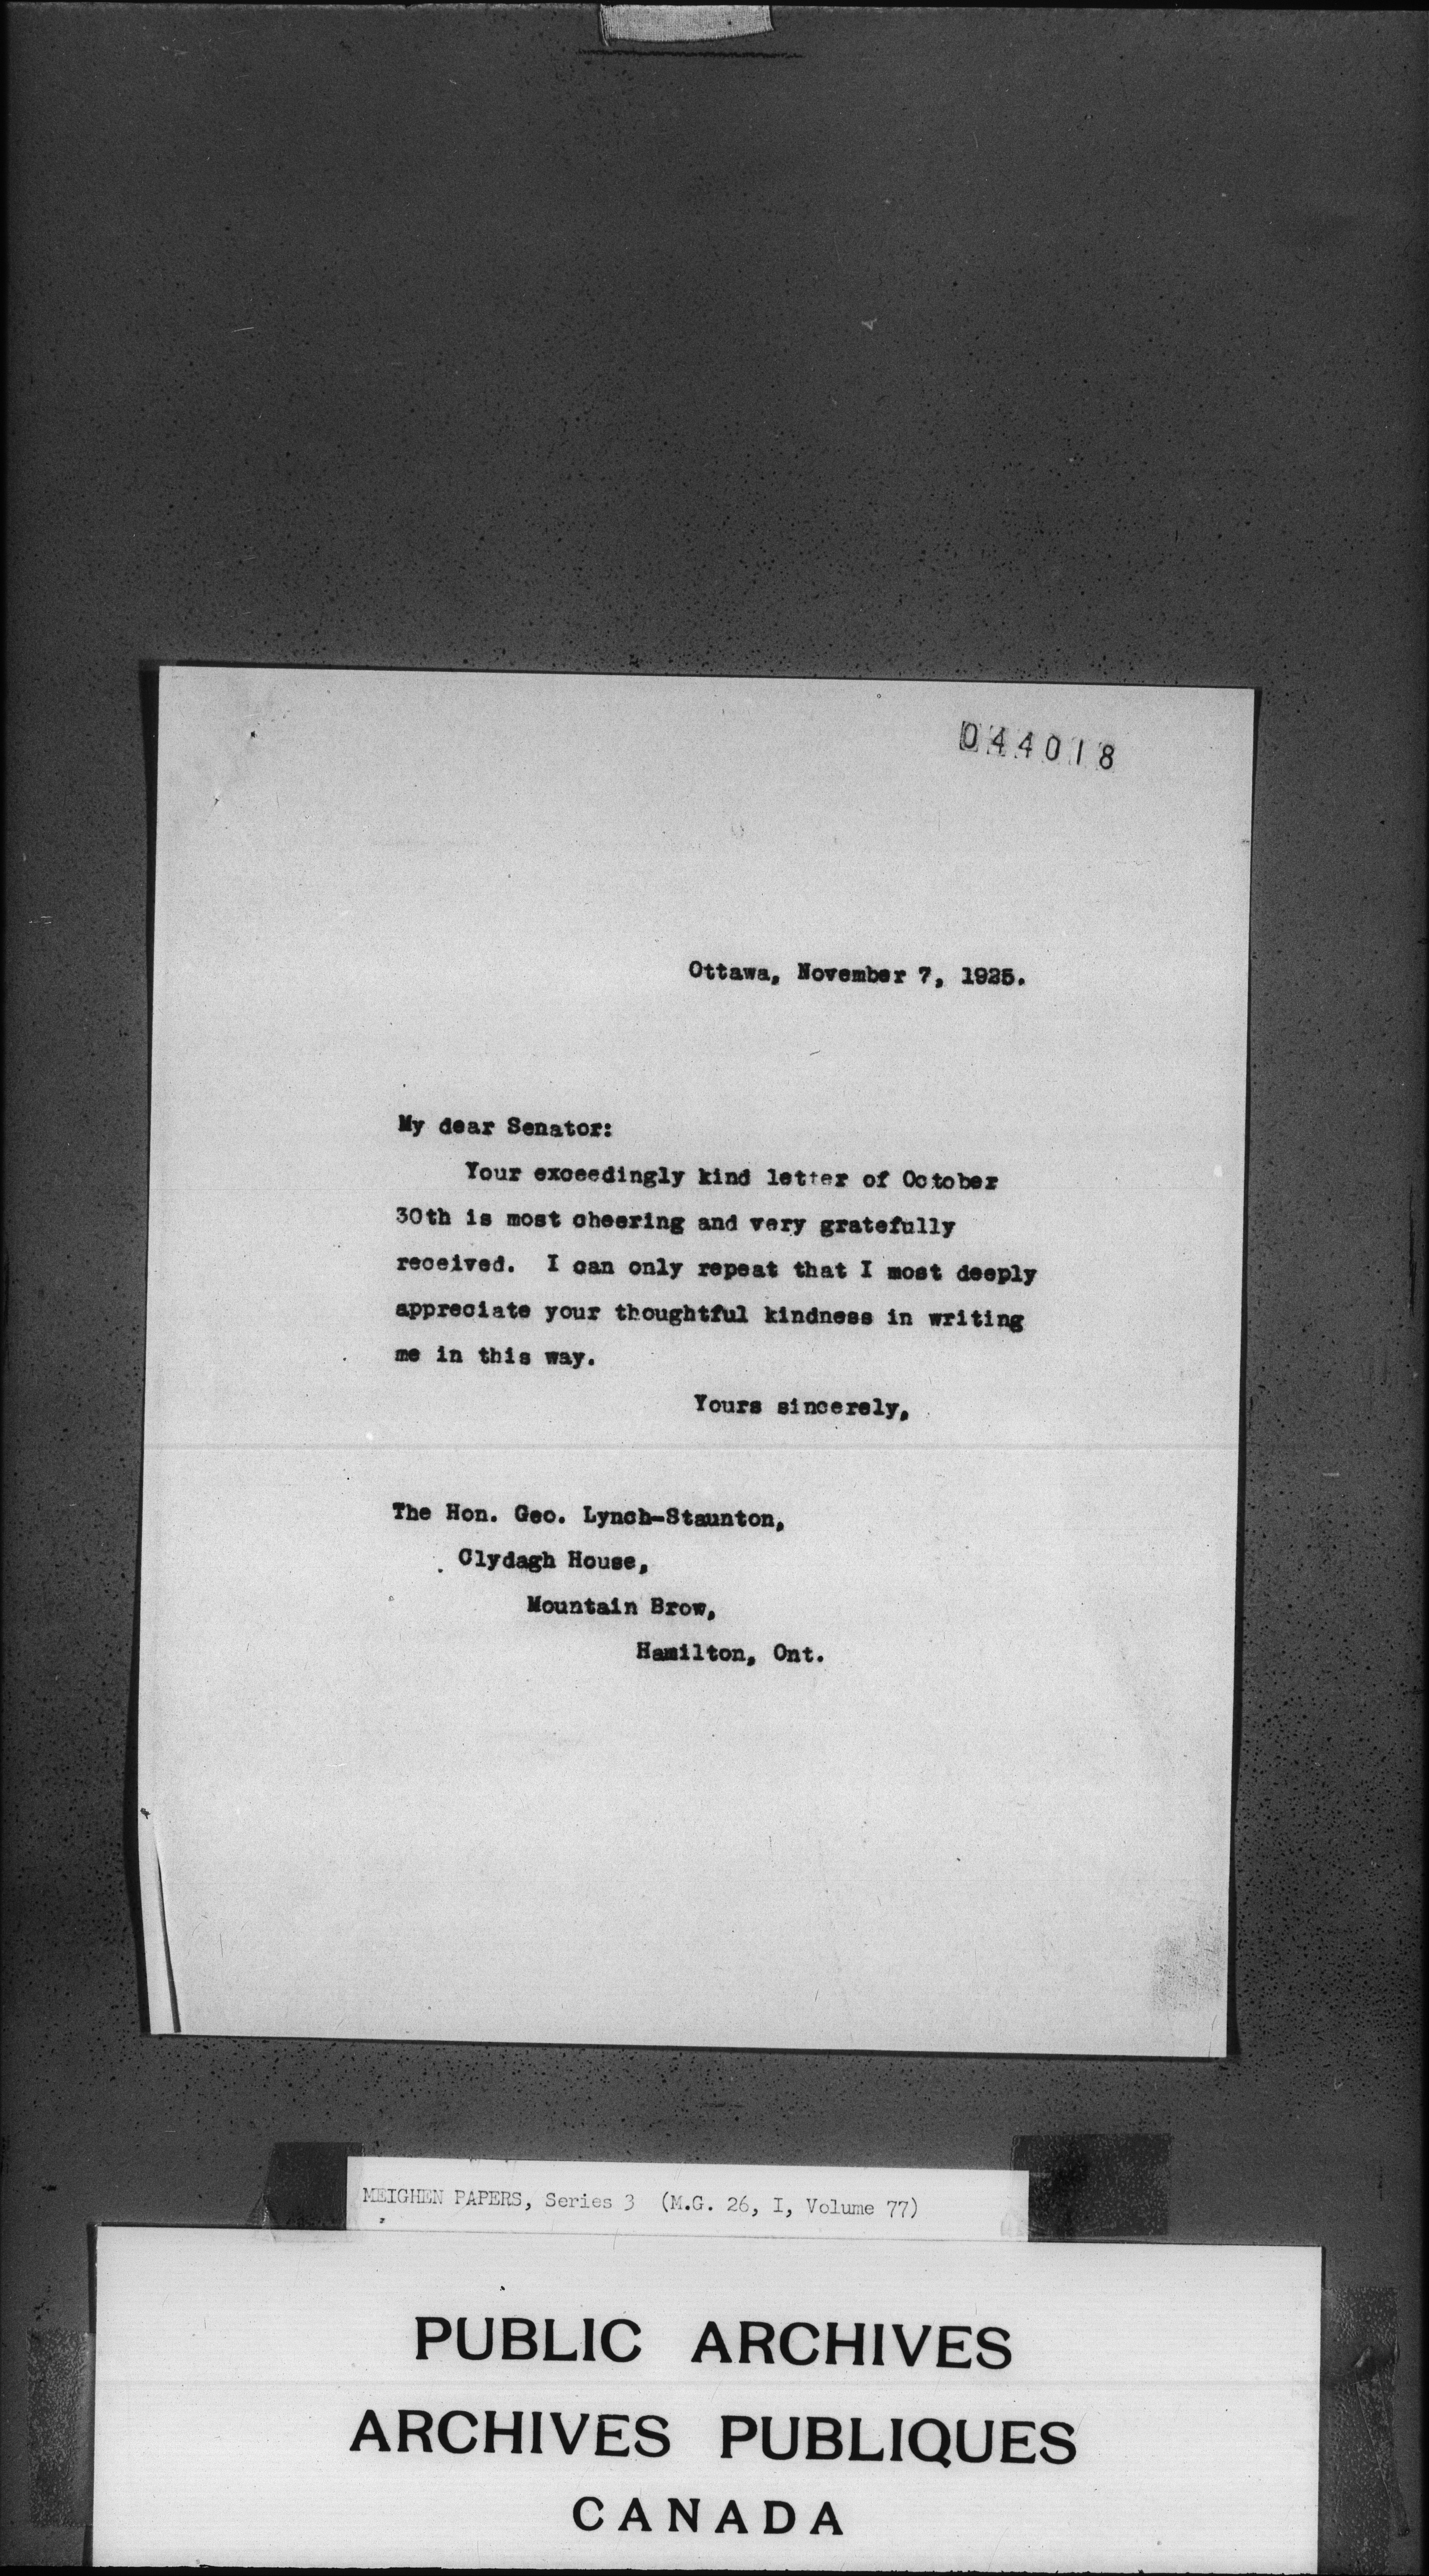 044018
Ottawa, November 7, 1925.
My dear Senator:
Your exceedingly kind letter of October
30th is most cheering and very gratefully
received. I can only repeat that I most deeply
appreciate your thoughtful kindness in writing
me in this way.
Yours sincerely,
The Hon. Geo. Lynch-Staunton,
Clydagh House,
Mountain Brow,
Hamilton, Ont.
MEIGHEN PAPERS, Series 3 (M.G. 26, I, Volume 77)
PUBLIC ARCHIVES
ARCHIVES PUBLIQUES
CANADA